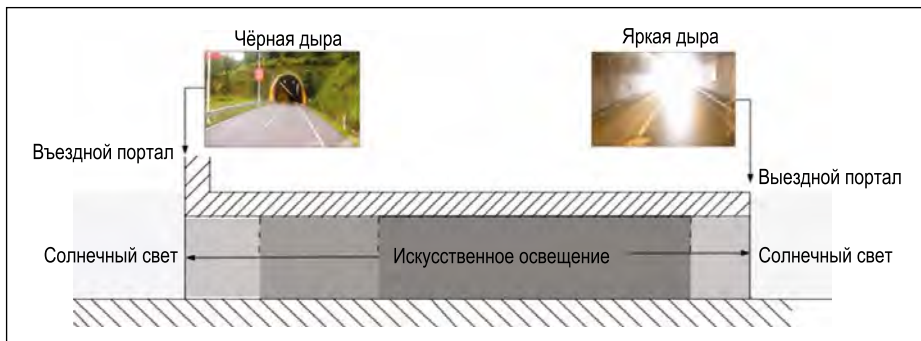 Чёрная дыра
Яркая дыра
Въездной портал
Выездной портал
Солнечный свет
Искусственное освещение
Солнечный свет